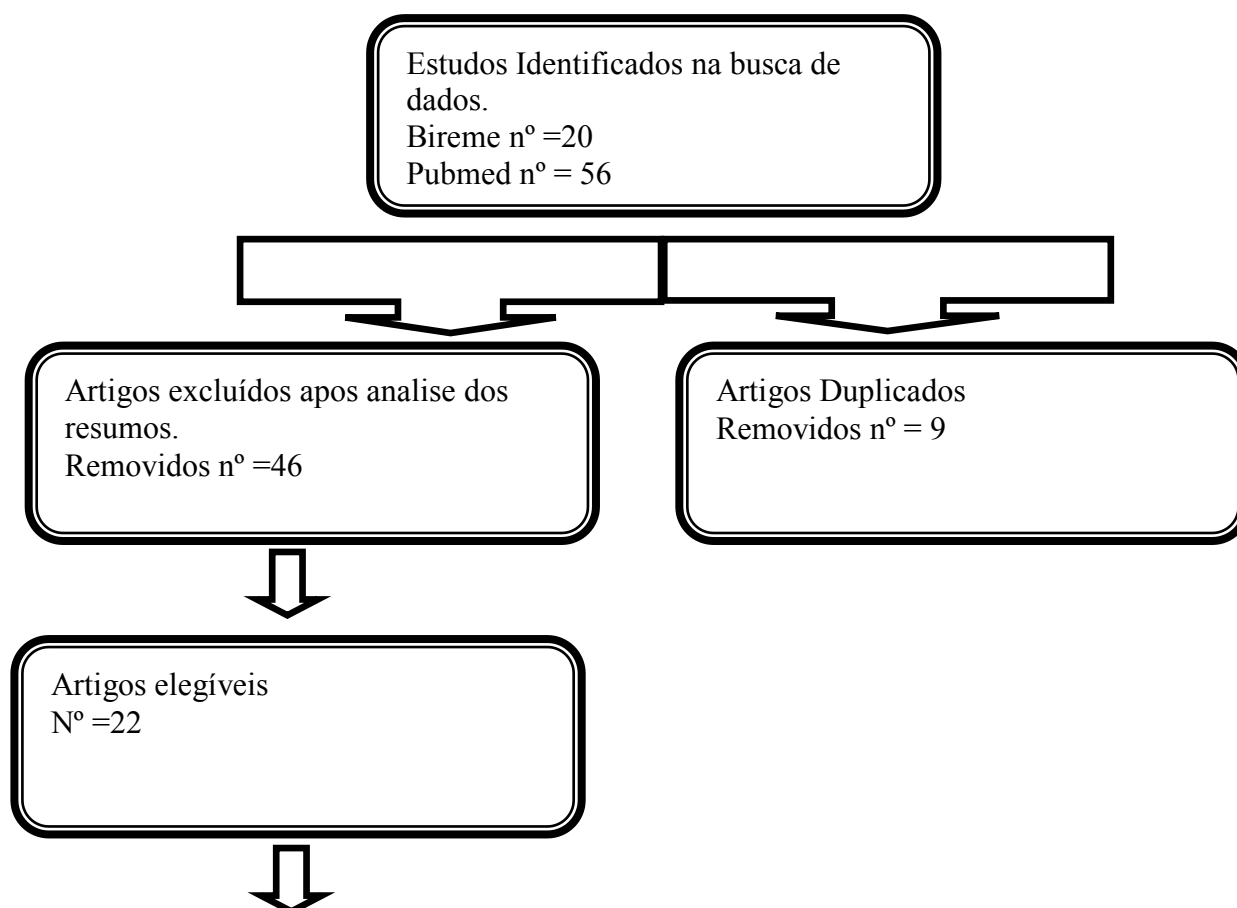 Estudos Identificados na busca de
dados.
Bireme nº =20
Pubmed nº = 56
Artigos excluídos apos analise dos
resumos.
Removidos nº =46
Artigos Duplicados
Removidos nº = 9
Artigos elegíveis
Nº =22